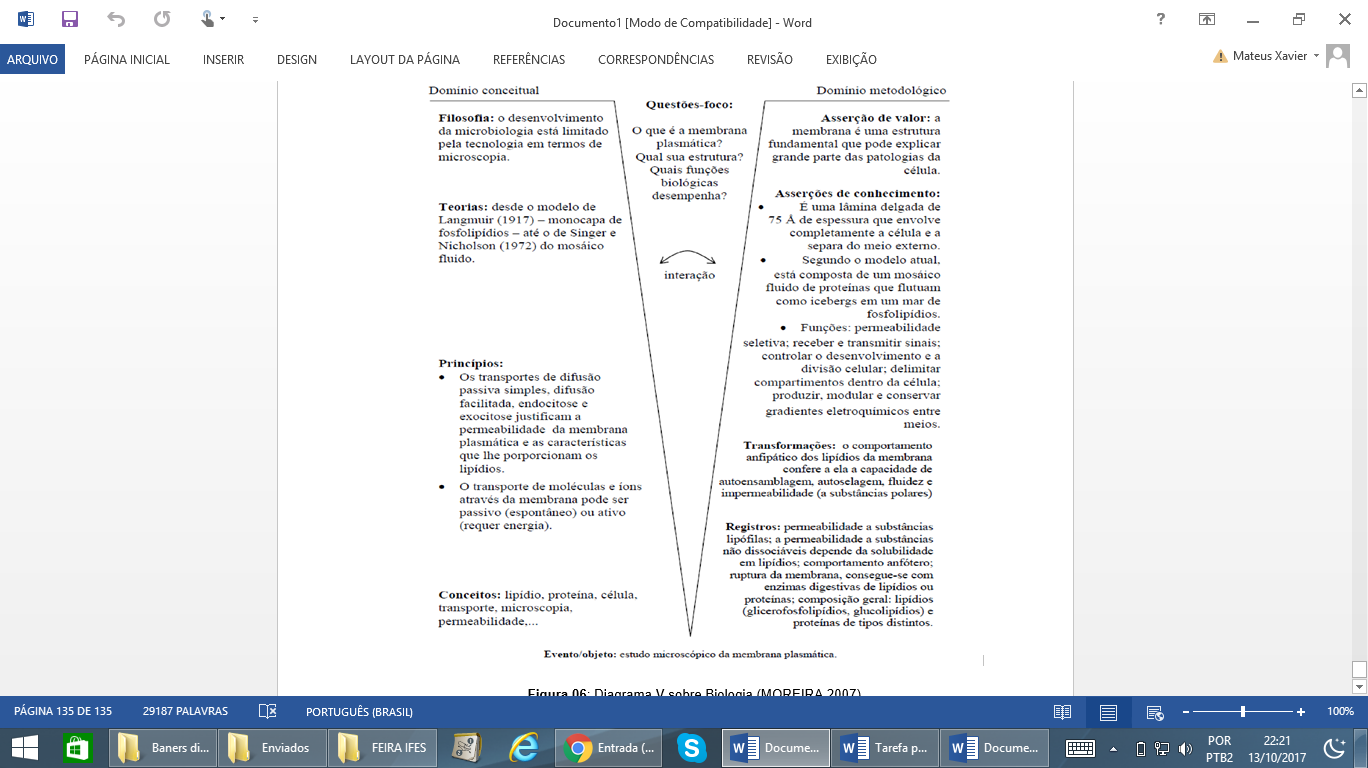 Documento1 [Modo de Compatibilidade] - Word
ARQUIVO PÁGINA INICIAL INSERIR DESIGN LAYOUT DA PÁGINA REFERÊNCIAS CORRESPONDÊNCIAS REVISÃO EXIBIÇÃO
Mateus Xavier
Domínio conceitual
Filosofia: o desenvolvimento
da microbiologia está limitado
pela tecnologia em termos de
microscopia.
Teorias: desde o modelo de
Langmuir (1917) – monocapa de
fosfolipídios – até o de Singer e
Nicholson (1972) do mosáico
fluido.
Princípios:
• Os transportes de difusão
passiva simples, difusão
facilitada, endocitose e
exocitose justificam a
permeabilidade da membrana
plasmática e as características
que lhe porporcionam os
lipídios.
• O transporte de moléculas e íons
através da membrana pode ser
passivo (espontâneo) ou ativo
(requer energia).
Conceitos: lipídio, proteína, célula,
transporte, microscopia,
permeabilidade,...
Questões-foco:
O que é a membrana
plasmática?
Qual sua estrutura?
Quais funções
biológicas
desempenha?
interação
Domínio metodológico
Asserção de valor: a
membrana é uma estrutura
fundamental que pode explicar
grande parte das patologias da
célula.
Asserções de conhecimento:
• É uma lâmina delgada de
75 Å de espessura que envolve
completamente a célula e a
separa do meio externo.
• Segundo o modelo atual,
está composta de um mosáico
fluido de proteínas que flutuam
como icebergs em um mar de
fosfolipídios.
• Funções: permeabilidade
seletiva; receber e transmitir sinais;
controlar o desenvolvimento e a
divisão celular; delimitar
compartimentos dentro da célula;
produzir, modular e conservar
gradientes eletroquímicos entre
meios.
Transformações: o comportamento
anfipático dos lipídios da membrana
confere a ela a capacidade de
autoensamblagem, autoselagem, fluidez e
impermeabilidade (a substâncias polares)
Registros: permeabilidade a substâncias
lipófilas; a permeabilidade a substâncias
não dissociáveis depende da solubilidade
em lipídios; comportamento anfótero;
ruptura da membrana, consegue-se com
enzimas digestivas de lipídios ou
proteínas; composição geral: lipídios
(glicerofosfolipídios, glucolipídios) e
proteínas de tipos distintos.
Evento/objeto: estudo microscópico da membrana plasmática.
Figura 06: Diagrama V sobre Biologia (MOREIRA 2007)
PÁGINA 135 DE 135 29187 PALAVRAS PORTUGUÊS (BRASIL) 100%
Baners di... Enviados FEIRA IFES Entrada (... Docume... Tarefa p... Docume...
POR 22:21
PTB2 13/10/2017